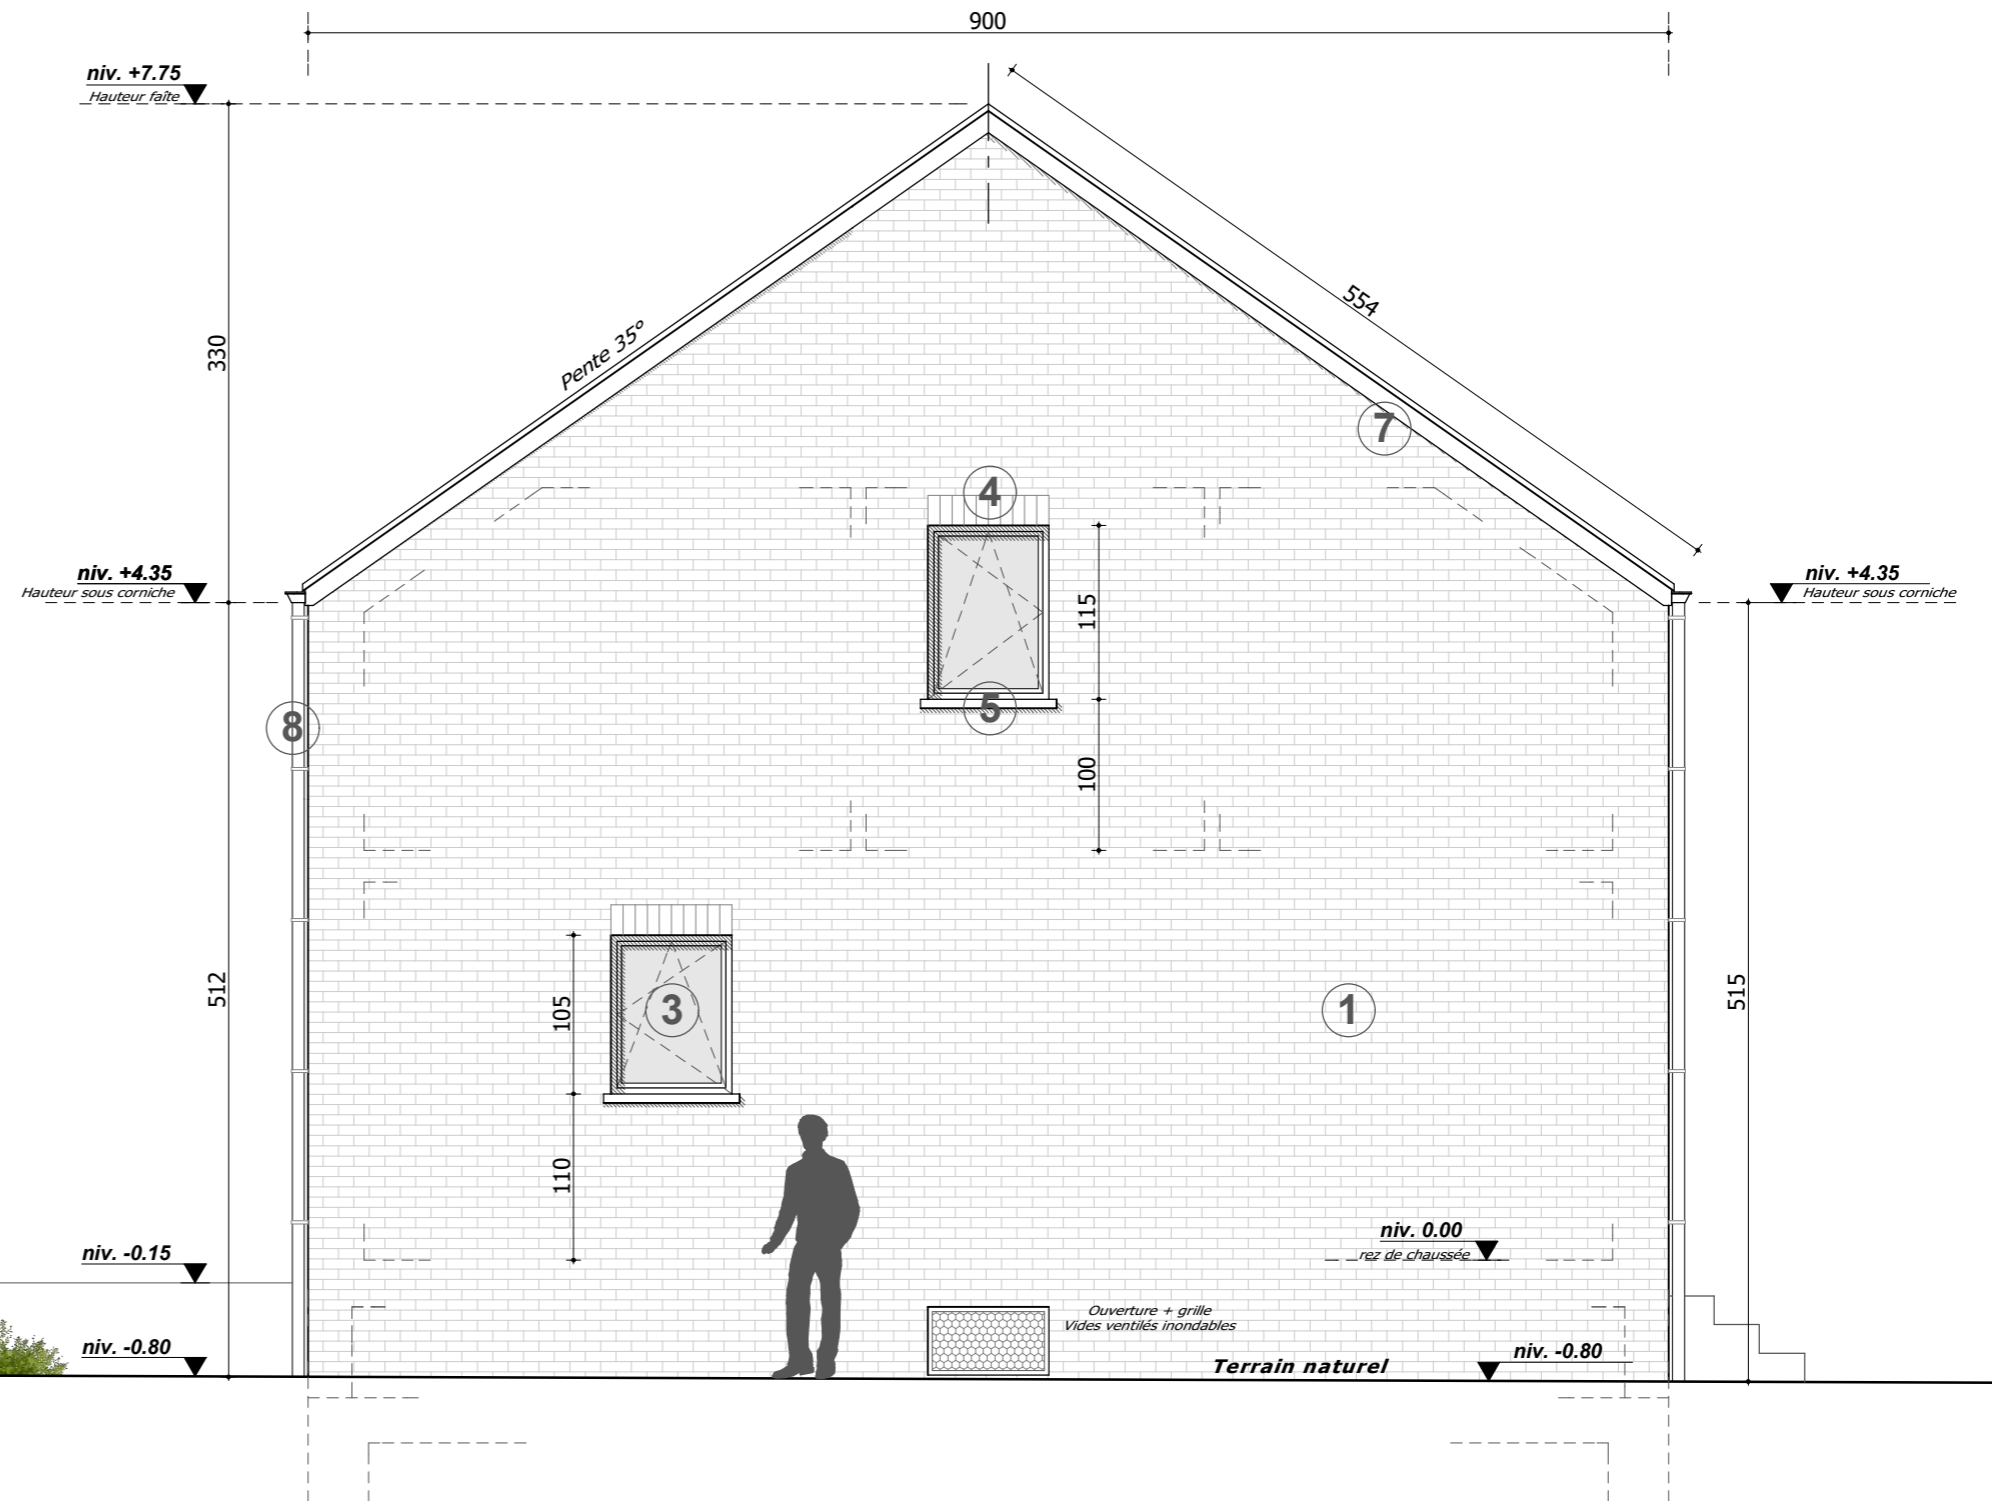 900
niv. +7.75
Hauteur faîte
554
Pente 35°
330
7
4
niv. +4.35
Hauteur sous corniche
niv. +4.35
Hauteur sous corniche
115
5
8
100
512
105
3
1
515
110
niv. 0.00
rez de chaussée
niv. -0.15
Ouverture + grille
Vides ventilés inondables
niv. -0.80
Terrain naturel
niv. -0.80